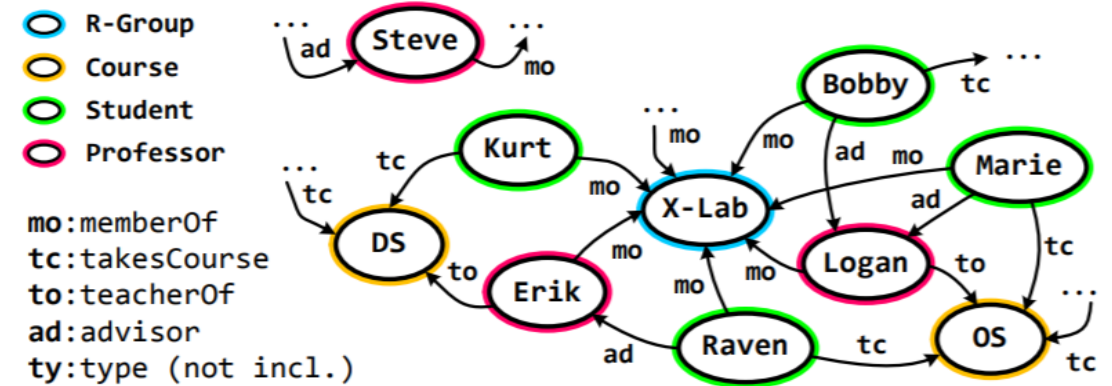 R-Group
Course
Student
Professor
mo:memberOf
tc:takesCourse
to:teacherOf
ad:advisor
ty:type (not incl.)
...
ad
Steve
...
mo
Bobby
...
tc
...
mo
mo
ad
mo
Marie
Kurt
tc
mo
...
tc
X-Lab
ad
DS
mo
tc
to
Erik
mo
Logan
to
mo
...
ad
Raven
tc
OS
tc